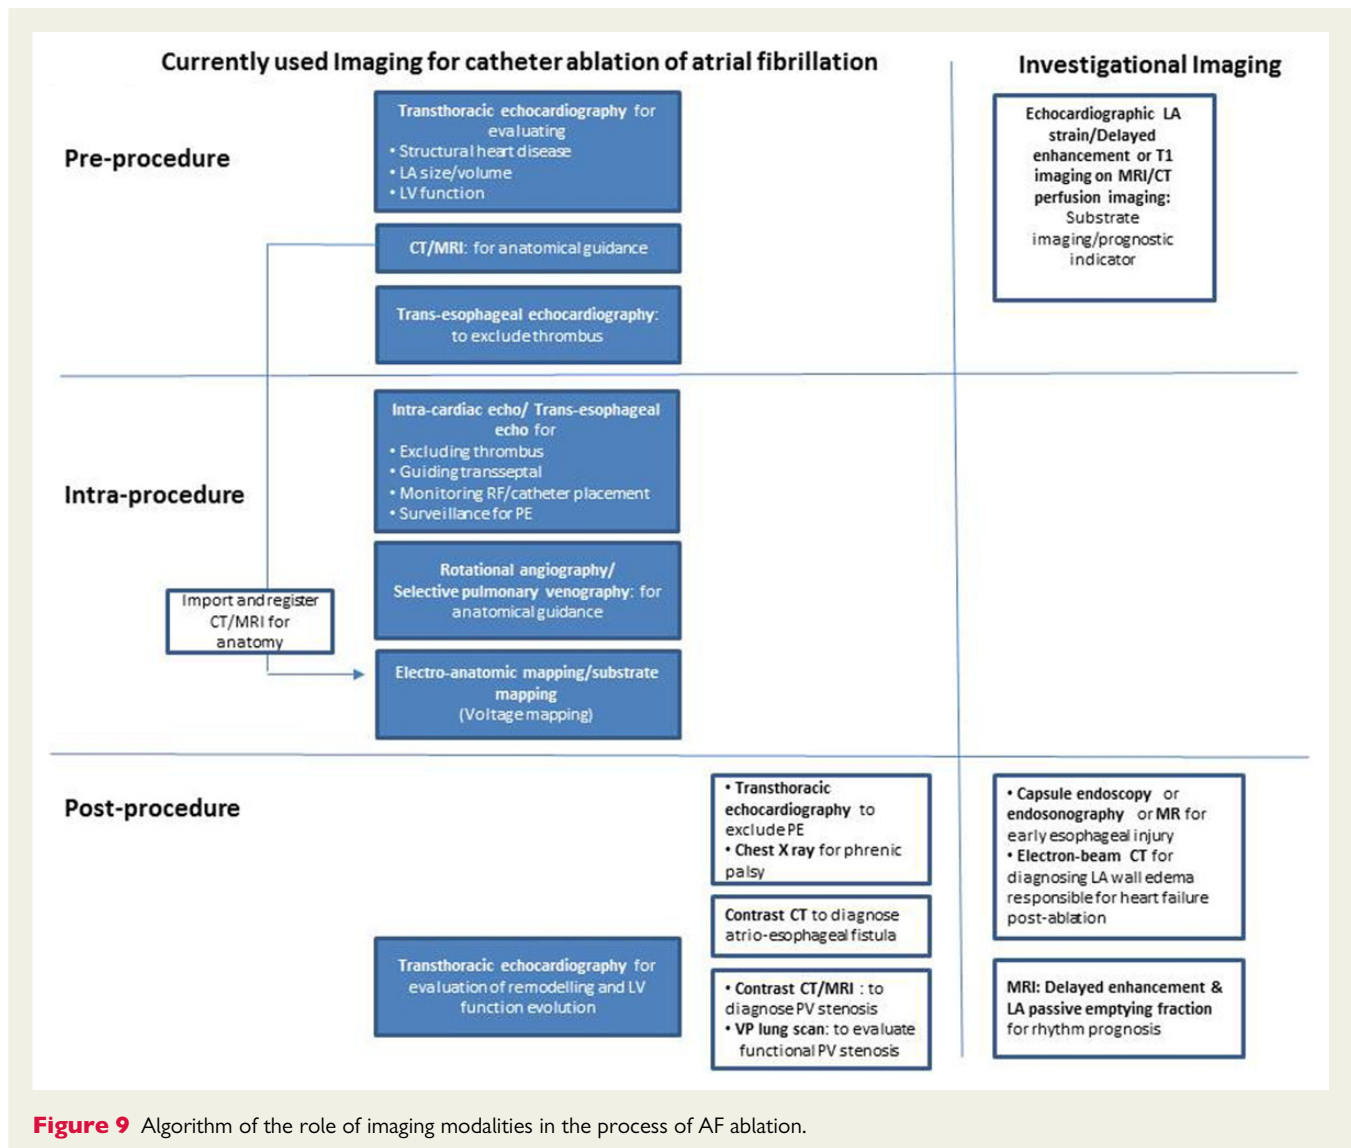 Currently used Imaging for catheter ablation of atrial fibrillation
Investigational Imaging
Pre-procedure
Transthoracic echocardiography for
evaluating
• Structural heart disease
• LA size/volume
• LV function
CT/MRI: for anatomical guidance
Trans-esophageal echocardiography:
to exclude thrombus
Echocardiographic LA
strain/Delayed
enhancement or T1
imaging on MRI/CT
perfusion imaging:
Substrate
imaging/prognostic
indicator
Intra-procedure
Intra-cardiac echo/ Trans-esophageal
echo for
• Excluding thrombus
• Guiding transseptal
• Monitoring RF/catheter placement
• Surveillance for PE
Rotational angiography/
Selective pulmonary venography: for
anatomical guidance
Import and register
CT/MRI for
anatomy
Electro-anatomic mapping/substrate
mapping
(Voltage mapping)
Post-procedure
Transthoracic echocardiography for
evaluation of remodelling and LV
function evolution
• Transthoracic
echocardiography to
exclude PE
• Chest X ray for phrenic
palsy
Contrast CT to diagnose
atrio-esophageal fistula
• Contrast CT/MRI : to
diagnose PV stenosis
• VP lung scan: to evaluate
functional PV stenosis
• Capsule endoscopy or
endosonography or MR for
early esophageal injury
• Electron-beam CT for
diagnosing LA wall edema
responsible for heart failure
post-ablation
MRI: Delayed enhancement &
LA passive emptying fraction
for rhythm prognosis
Figure 9 Algorithm of the role of imaging modalities in the process of AF ablation.